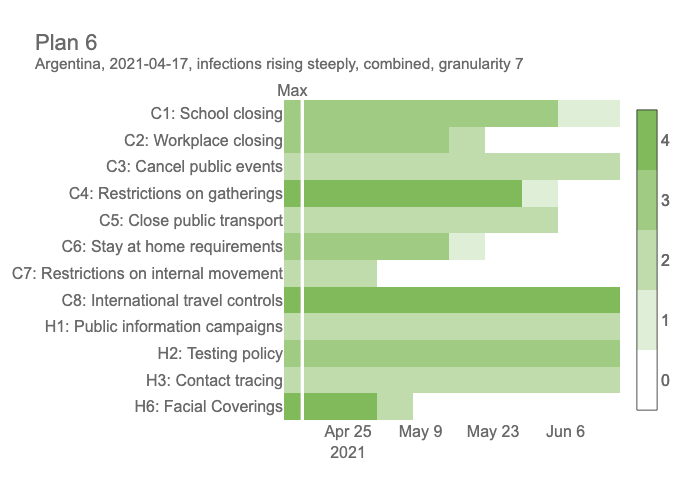 Plan 6
Argentina, 2021-04-17, infections rising steeply, combined, granularity 7
Max
C1: School closing
C2: Workplace closing
C3: Cancel public events
C4: Restrictions on gatherings
C5: Close public transport
C6: Stay at home requirements
C7: Restrictions on internal movement
C8: International travel controls
H1: Public information campaigns
H2: Testing policy
H3: Contact tracing
H6: Facial Coverings
Apr 25 May 9 May 23 Jun 6
2021
4
3
2
1
0